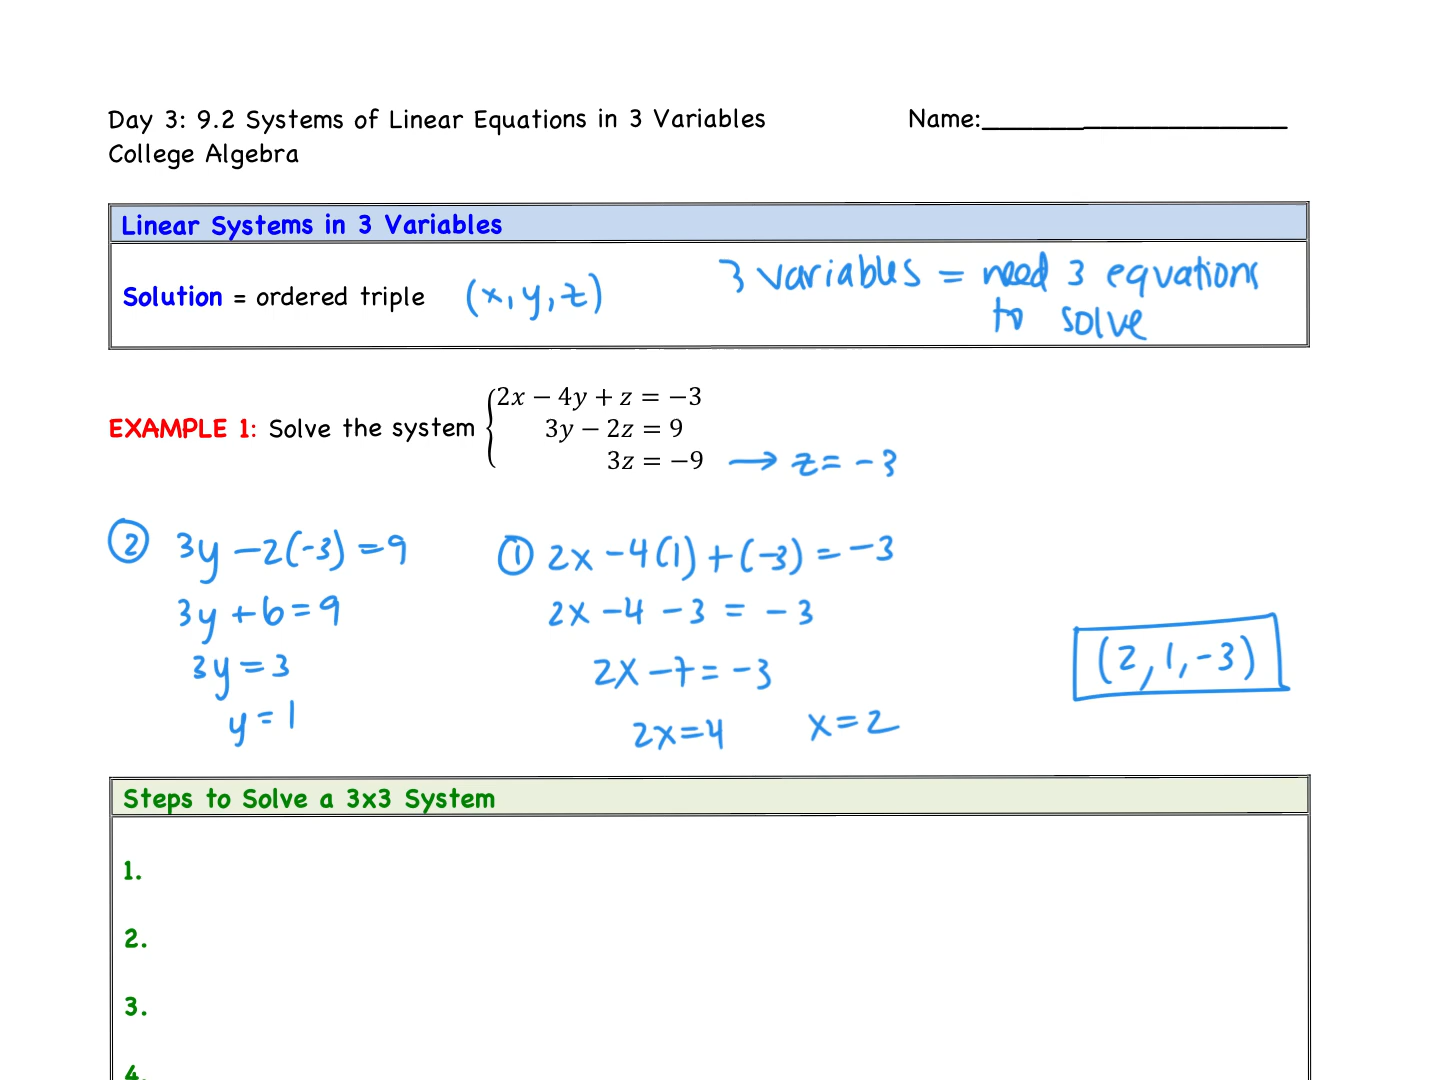 Day 3: 9.2 Systems of Linear Equations in 3 Variables Name:____________________
College Algebra
Linear Systems in 3 Variables
Solution = ordered triple (x, y, z) 3 variables = need 3 equations
to solve
EXAMPLE 1: Solve the system
2x − 4y + z = −3
3y − 2z = 9
3z = −9 → z = −3
② 3y −2(−3) = 9
3y + 6 = 9
3y = 3
y = 1
① 2x −4(1) + (−3) = −3
2x −4 −3 = −3
2x −7 = −3
2x = 4 x = 2
(2, 1, −3)
Steps to Solve a 3x3 System
1.
2.
3.
4.